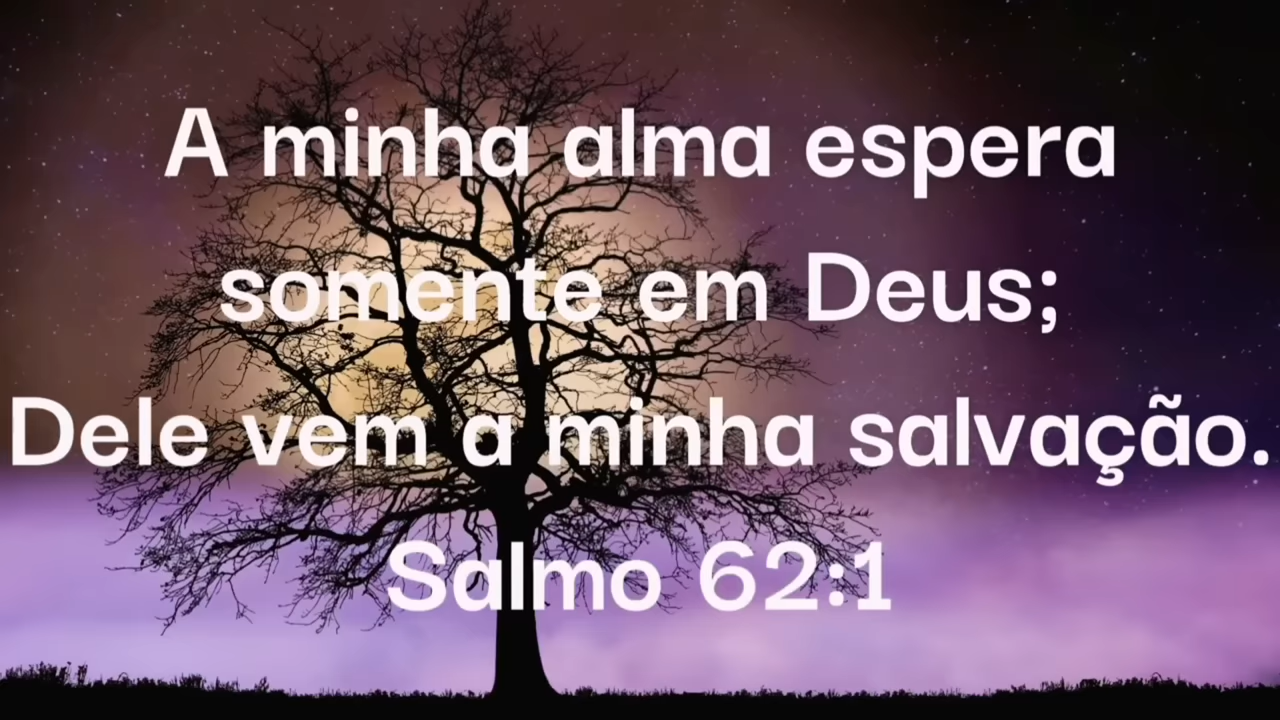 A minha alma espera
somente em Deus;
Dele vem a minha salvação.
Salmo 62:1